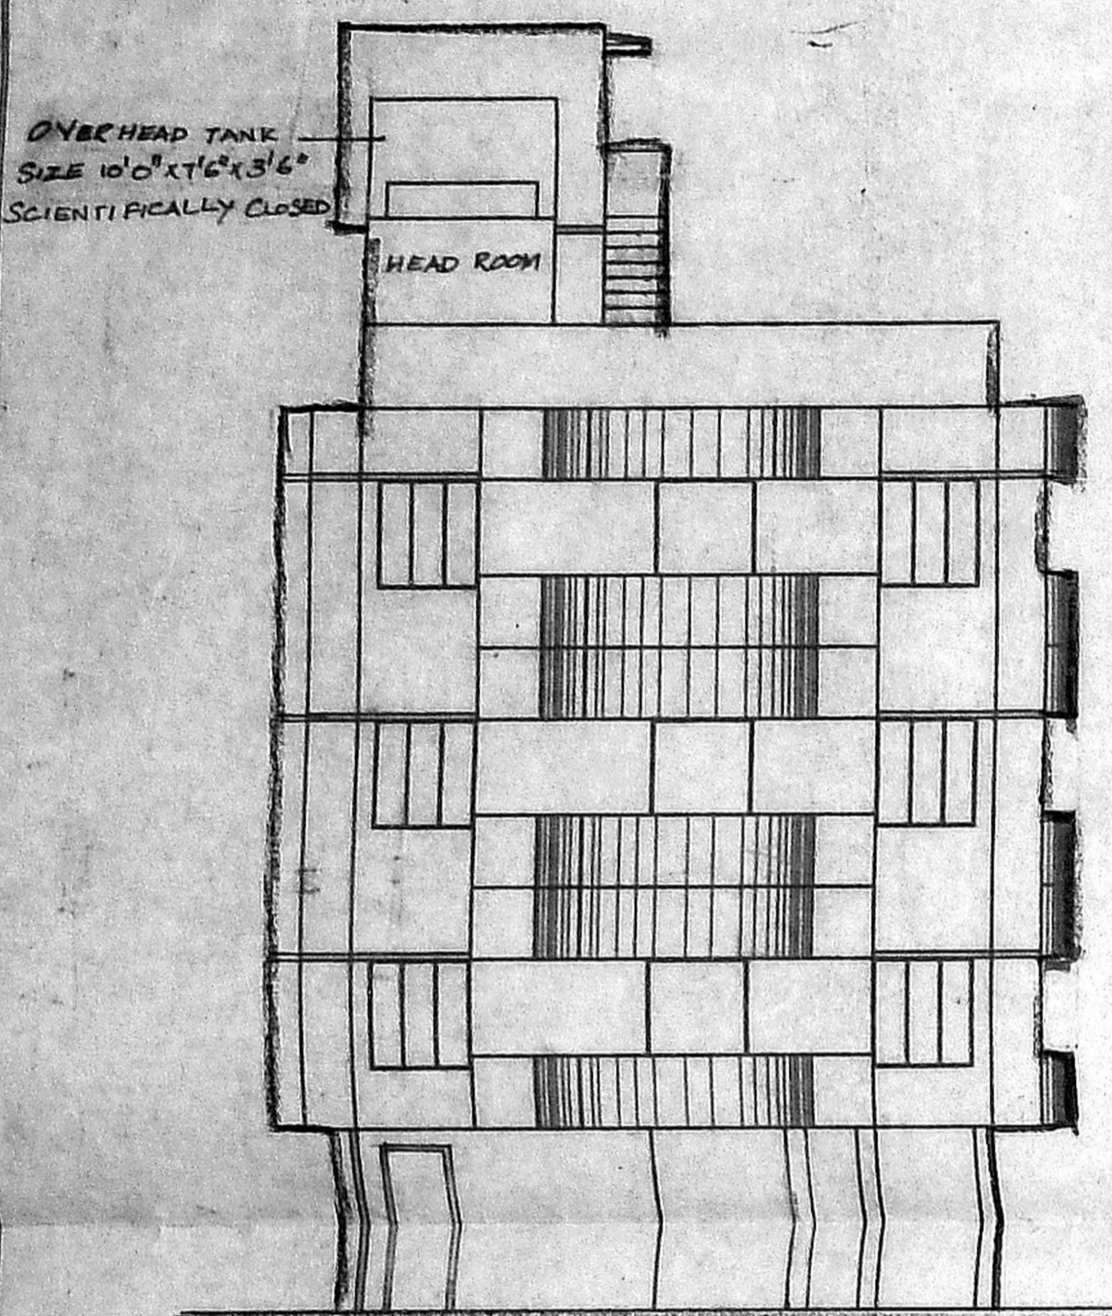 OVERHEAD TANK
SIZE 10'0"X7'6"X3'6"
SCIENTIFICALLY CLOSED
HEAD ROOM